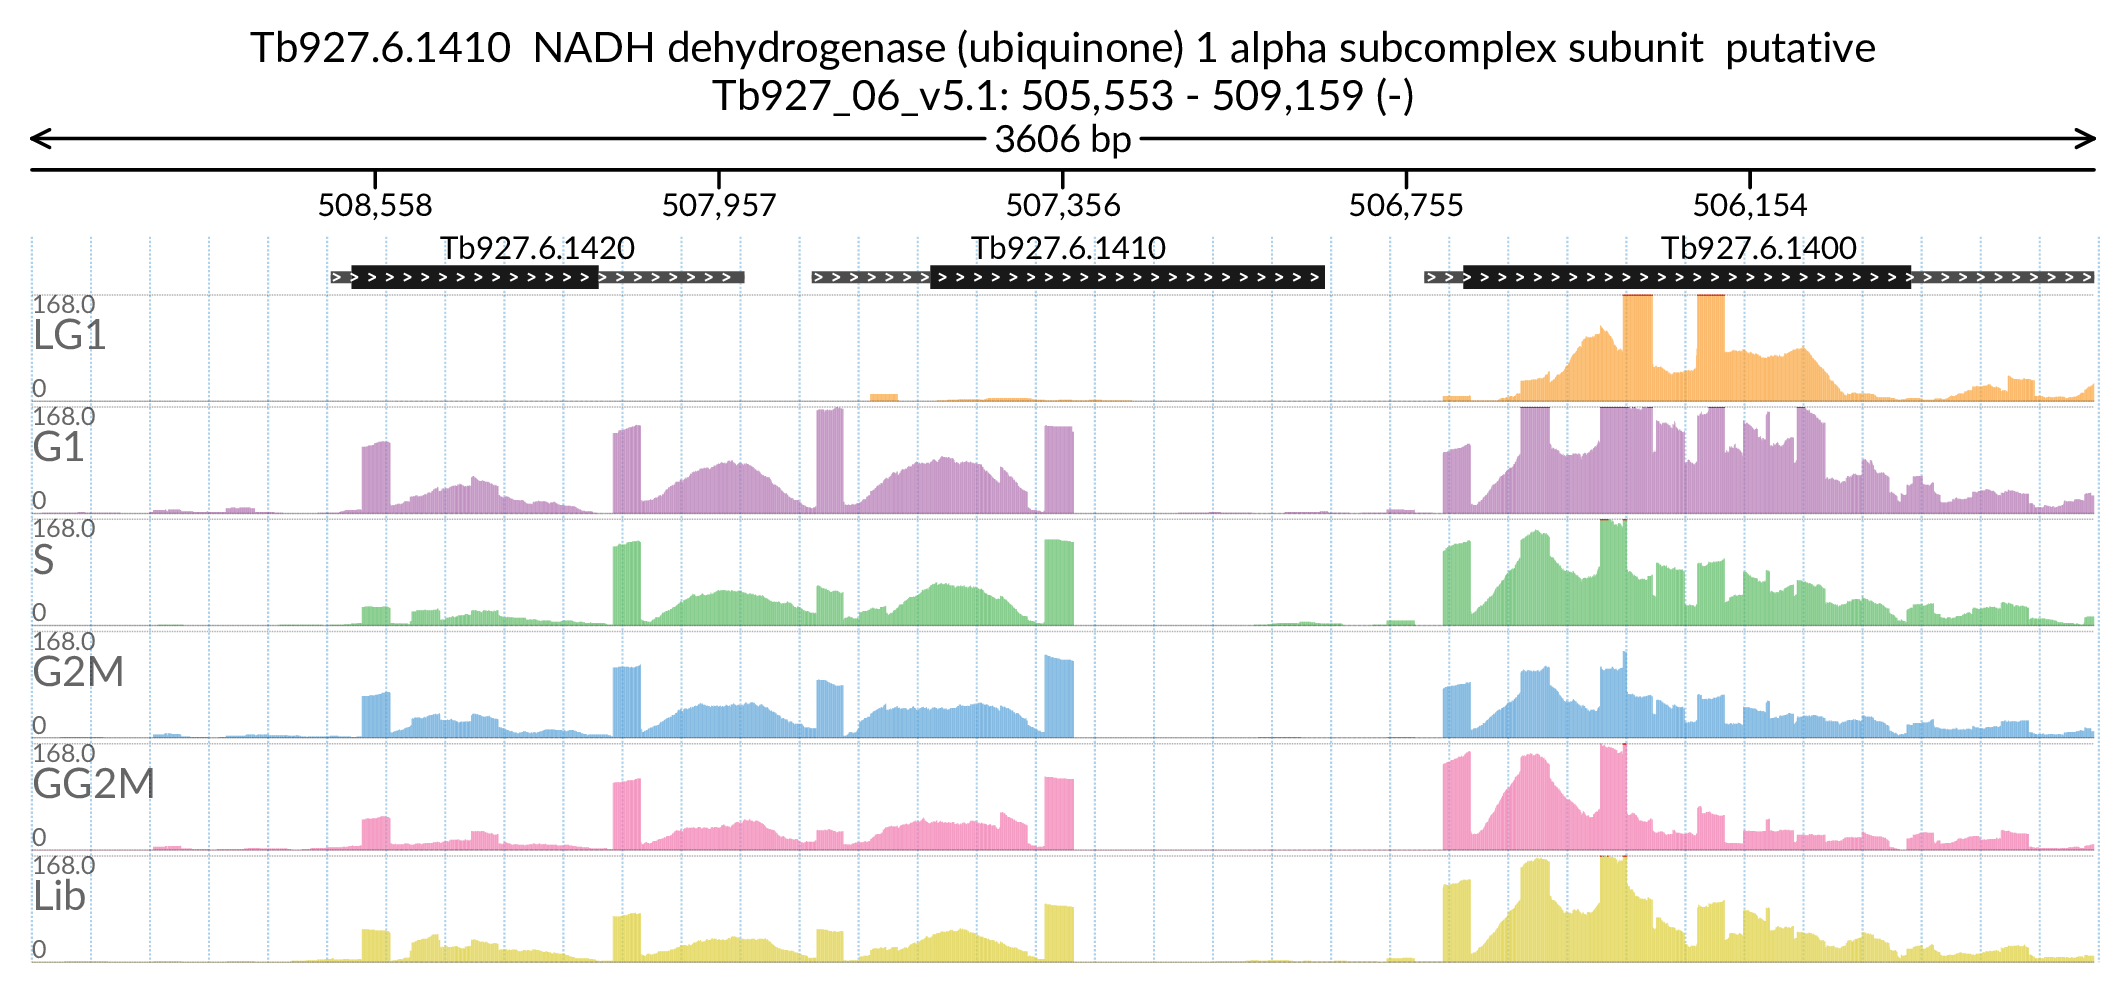 Tb927.6.1410 NADH dehydrogenase (ubiquinone) 1 alpha subcomplex subunit putative
Tb927_06_v5.1: 505,553 - 509,159 (-)
3606 bp
508,558 507,957 507,356 506,755 506,154
Tb927.6.1420 Tb927.6.1410 Tb927.6.1400
168.0
LG1
0
168.0
G1
0
168.0
S
0
168.0
G2M
0
168.0
GG2M
0
168.0
Lib
0